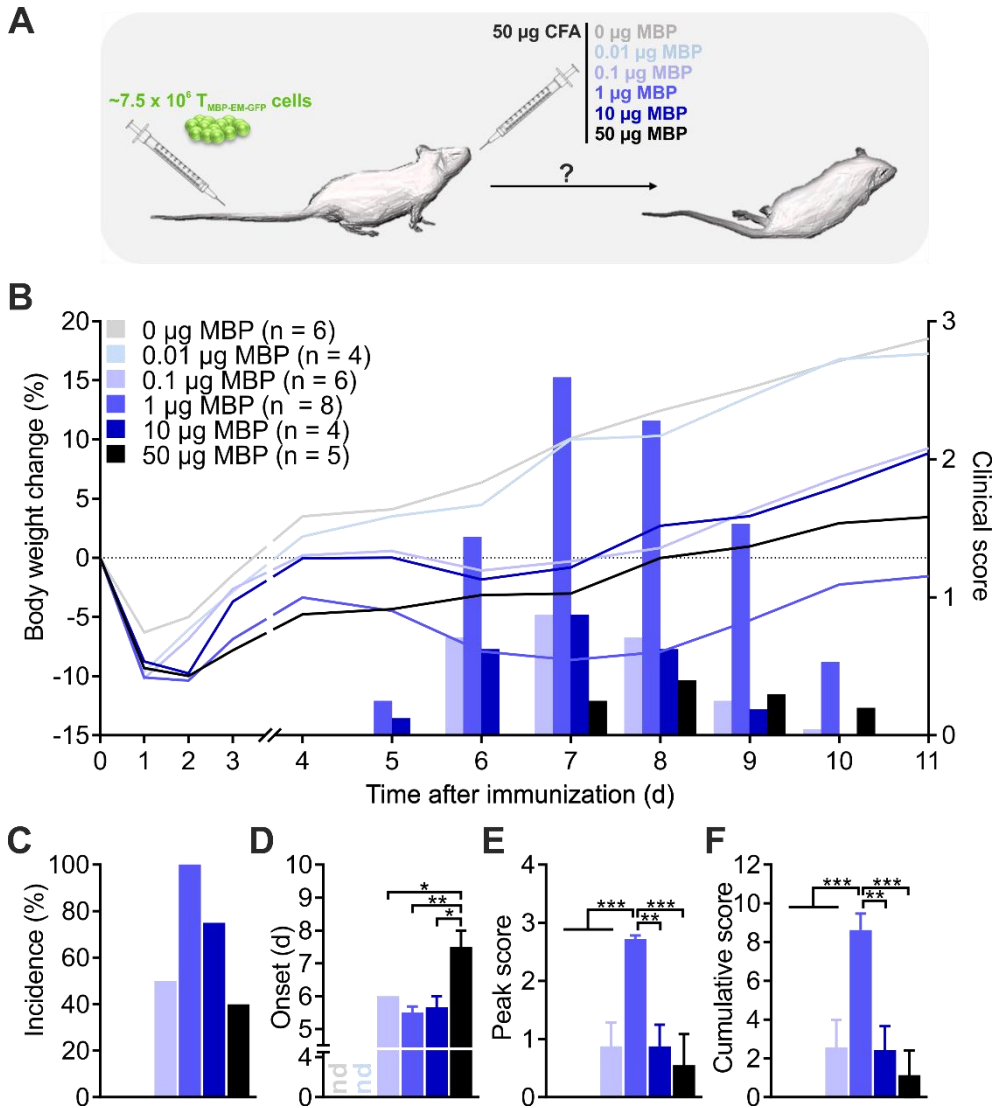 A
50 µg CFA
0 µg MBP
0.01 µg MBP
0.1 µg MBP
1 µg MBP
10 µg MBP
50 µg MBP
~7.5 x 10⁶ T_MBP-EM-GFP cells
?
B
Body weight change (%)
20
15
10
5
0
-5
-10
-15
0 µg MBP (n = 6)
0.01 µg MBP (n = 4)
0.1 µg MBP (n = 6)
1 µg MBP (n = 8)
10 µg MBP (n = 4)
50 µg MBP (n = 5)
3
2
1
0
Clinical score
0 1 2 3 4 5 6 7 8 9 10 11
Time after immunization (d)
C
Incidence (%)
100
80
60
40
20
0
D
Onset (d)
10
9
8
7
6
5
4
0
nd
nd
*
**
*
E
Peak score
4
3
2
1
0
***
***
**
F
Cumulative score
12
10
8
6
4
2
0
***
***
**